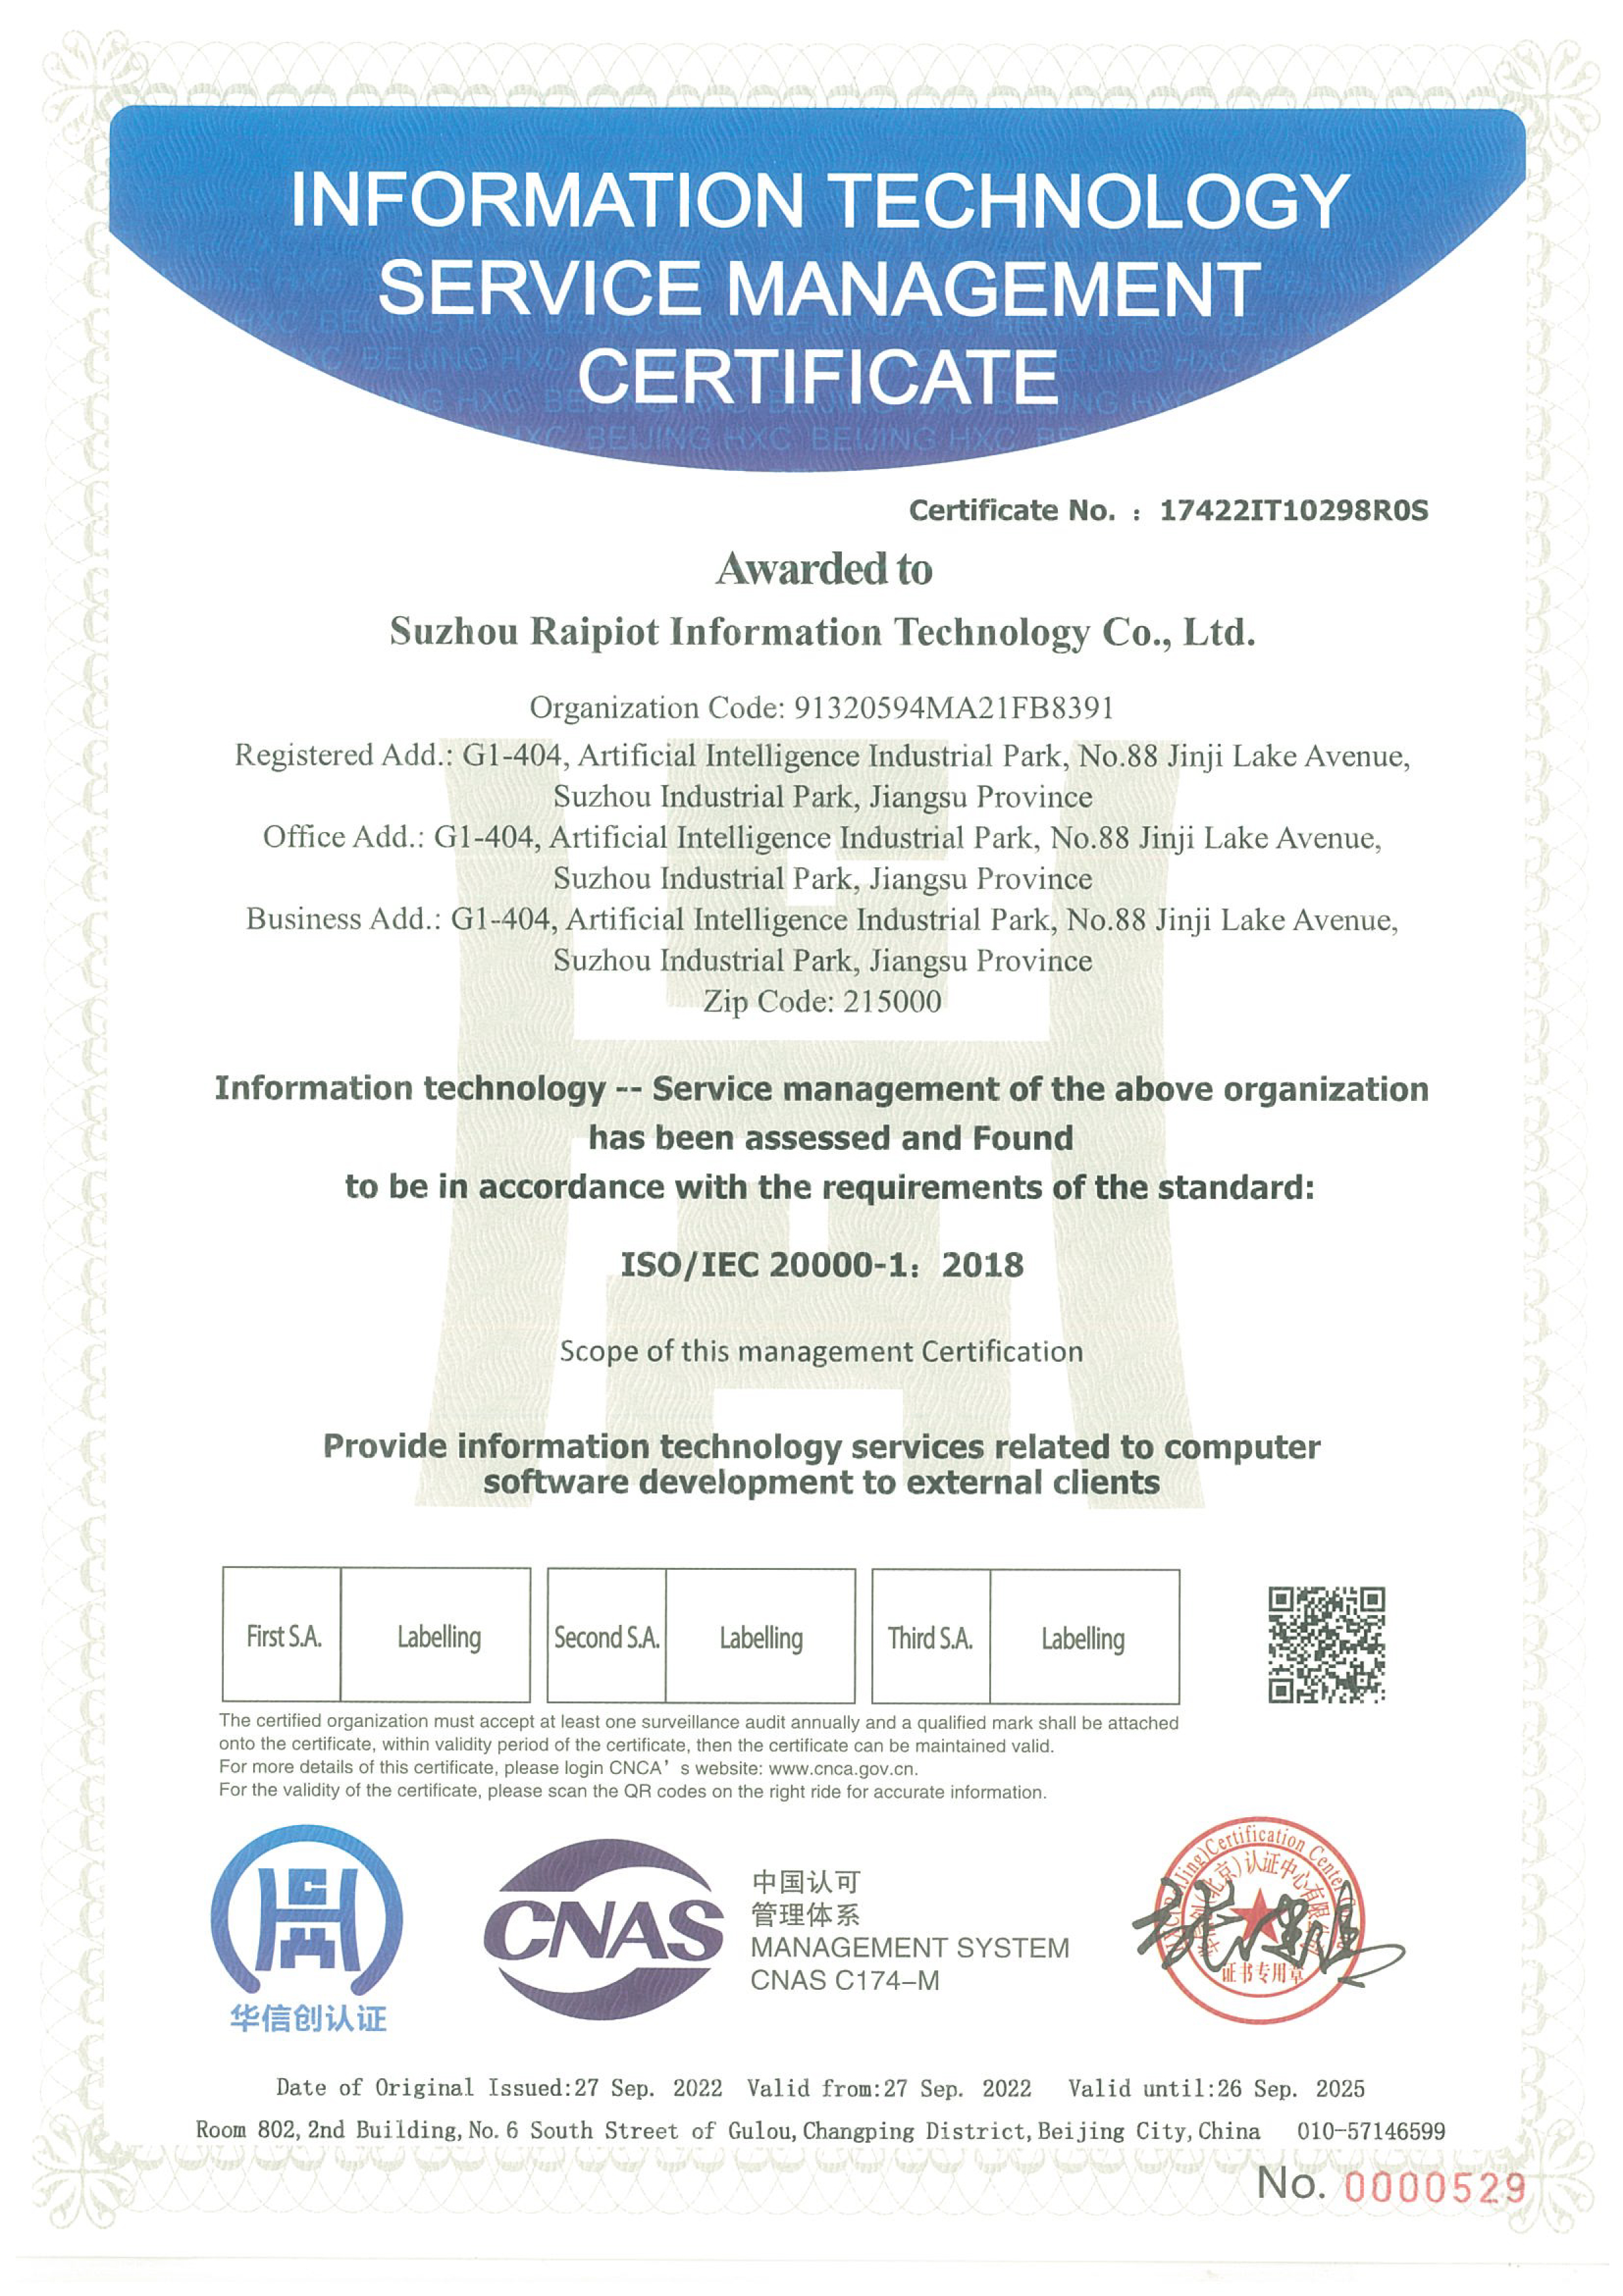 INFORMATION TECHNOLOGY
SERVICE MANAGEMENT
CERTIFICATE
Certificate No. : 17422IT10298R0S
Awarded to
Suzhou Raipiot Information Technology Co., Ltd.
Organization Code: 91320594MA21FB8391
Registered Add.: G1-404, Artificial Intelligence Industrial Park, No.88 Jinji Lake Avenue,
Suzhou Industrial Park, Jiangsu Province
Office Add.: G1-404, Artificial Intelligence Industrial Park, No.88 Jinji Lake Avenue,
Suzhou Industrial Park, Jiangsu Province
Business Add.: G1-404, Artificial Intelligence Industrial Park, No.88 Jinji Lake Avenue,
Suzhou Industrial Park, Jiangsu Province
Zip Code: 215000
Information technology -- Service management of the above organization
has been assessed and Found
to be in accordance with the requirements of the standard:
ISO/IEC 20000-1：2018
Scope of this management Certification
Provide information technology services related to computer
software development to external clients
First S.A. Labelling Second S.A. Labelling Third S.A. Labelling
The certified organization must accept at least one surveillance audit annually and a qualified mark shall be attached
onto the certificate, within validity period of the certificate, then the certificate can be maintained valid.
For more details of this certificate, please login CNCA' s website: www.cnca.gov.cn.
For the validity of the certificate, please scan the QR codes on the right ride for accurate information.
华信创认证
CNAS
中国认可
管理体系
MANAGEMENT SYSTEM
CNAS C174-M
Certification Center
(北京)认证中心有限
证书专用章
Date of Original Issued:27 Sep. 2022 Valid from:27 Sep. 2022 Valid until:26 Sep. 2025
Room 802, 2nd Building, No. 6 South Street of Gulou, Changping District, Beijing City, China 010-57146599
No. 0000529